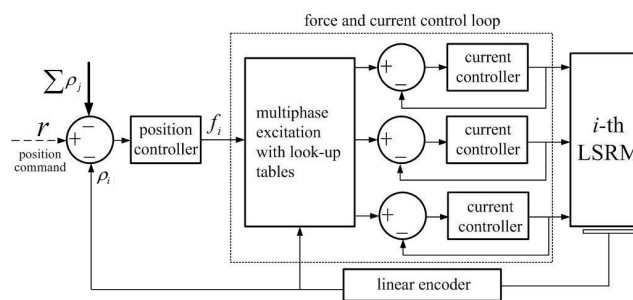 force and current control loop
∑ρⱼ
−
r
+
position
command
−
ρᵢ
position
controller
fᵢ
multiphase
excitation
with look-up
tables
+
−
current
controller
+
−
current
controller
+
−
current
controller
i-th
LSRM
linear encoder